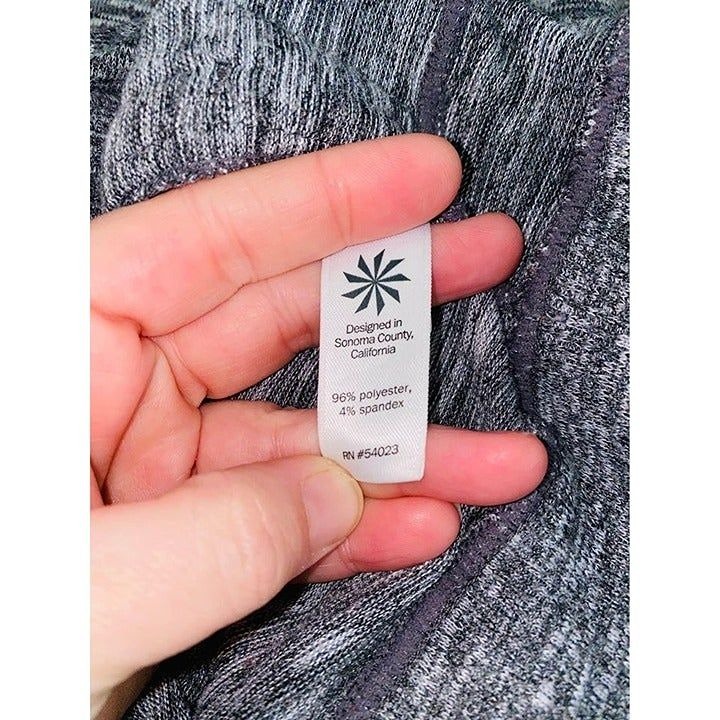 Designed in
Sonoma County,
California
96% polyester,
4% spandex
RN #54023